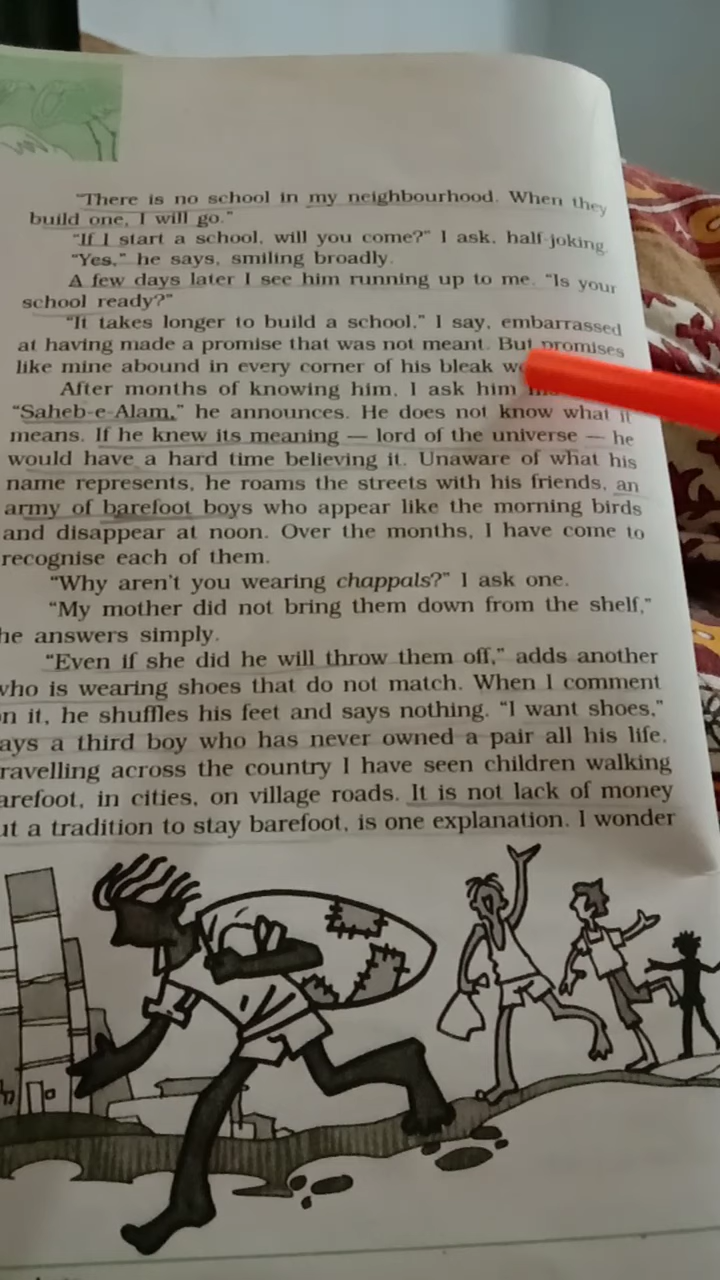 "There is no school in my neighbourhood. When they
build one, I will go."
"If I start a school, will you come?" I ask, half-joking.
"Yes," he says, smiling broadly.
A few days later I see him running up to me. "Is your
school ready?"
"It takes longer to build a school," I say, embarrassed
at having made a promise that was not meant. But promises
like mine abound in every corner of his bleak
After months of knowing him, I ask him
"Saheb-e-Alam," he announces. He does not know what it
means. If he knew its meaning — lord of the universe — he
would have a hard time believing it. Unaware of what his
name represents, he roams the streets with his friends, an
army of barefoot boys who appear like the morning birds
and disappear at noon. Over the months, I have come to
recognise each of them.
"Why aren't you wearing chappals?" I ask one.
"My mother did not bring them down from the shelf,"
he answers simply.
"Even if she did he will throw them off," adds another
who is wearing shoes that do not match. When I comment
on it, he shuffles his feet and says nothing. "I want shoes,"
says a third boy who has never owned a pair all his life.
Travelling across the country I have seen children walking
barefoot, in cities, on village roads. It is not lack of money
but a tradition to stay barefoot, is one explanation. I wonder